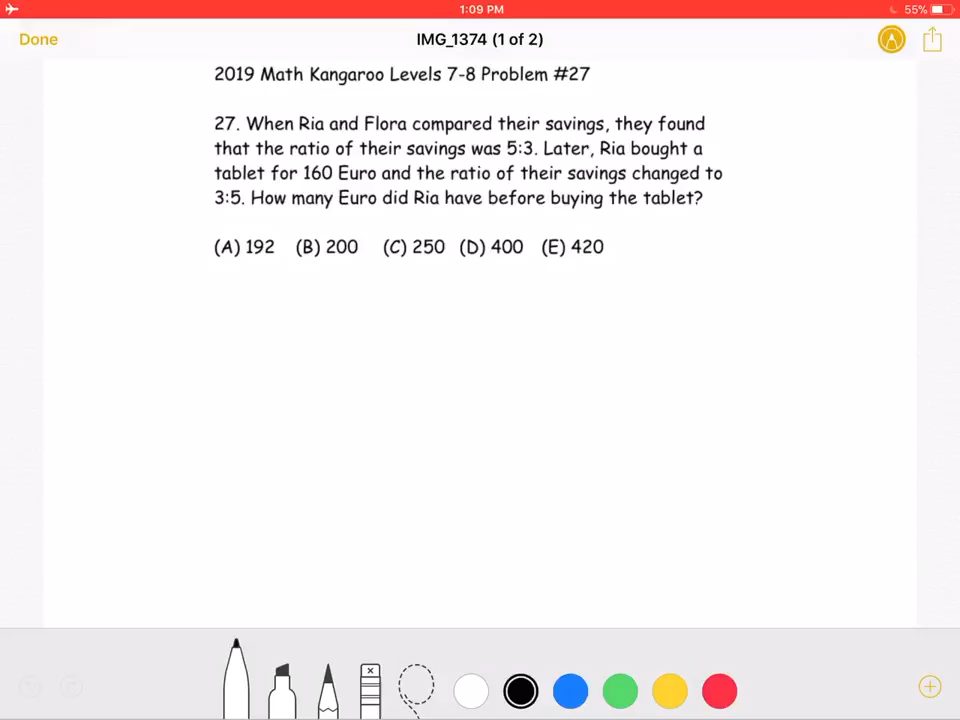 1:09 PM
55%
Done
IMG_1374 (1 of 2)
2019 Math Kangaroo Levels 7-8 Problem #27
27. When Ria and Flora compared their savings, they found
that the ratio of their savings was 5:3. Later, Ria bought a
tablet for 160 Euro and the ratio of their savings changed to
3:5. How many Euro did Ria have before buying the tablet?
(A) 192 (B) 200 (C) 250 (D) 400 (E) 420